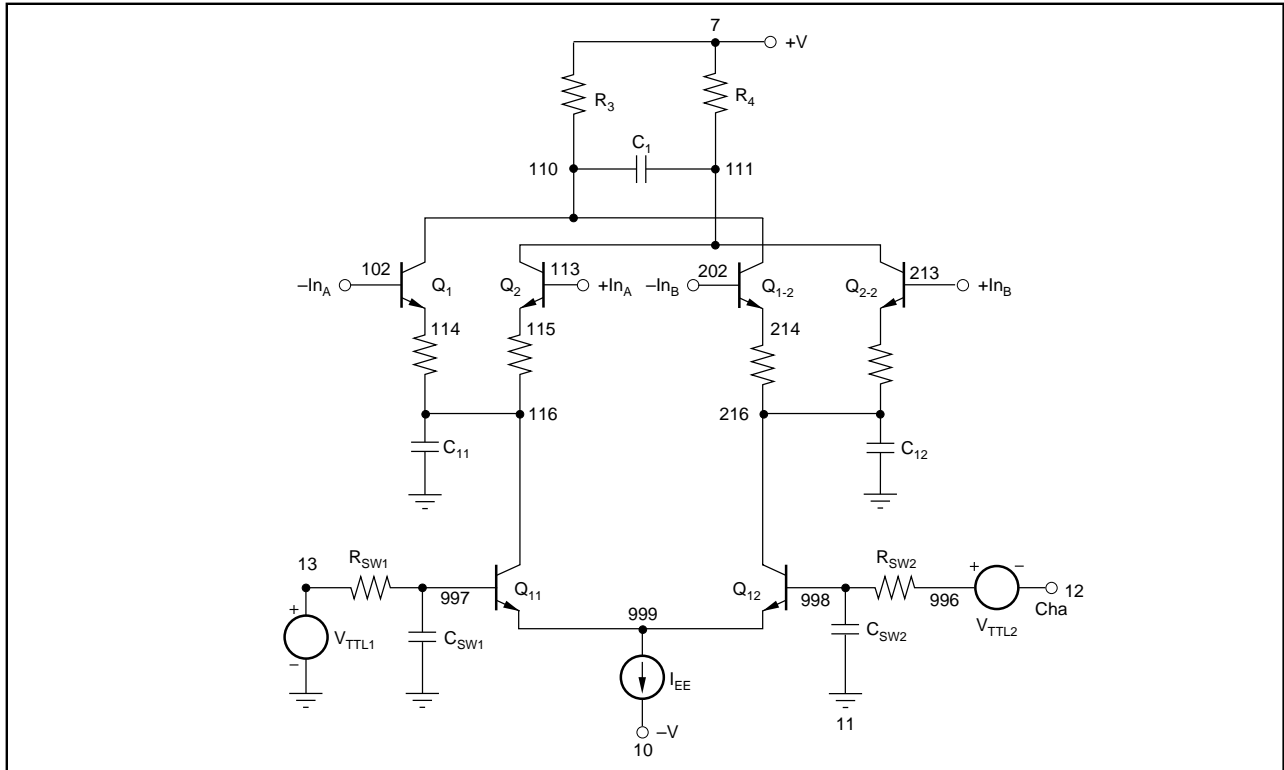 7
+V
R3
R4
C1
110
111
102
113
202
213
–InA
Q1
Q2
+InA
–InB
Q1-2
Q2-2
+InB
114
115
214
116
216
C11
C12
13
RSW1
RSW2
Q11
Q12
+
–
12
997
998
996
Cha
999
+
VTTL1
–
CSW1
CSW2
VTTL2
IEE
11
–V
10